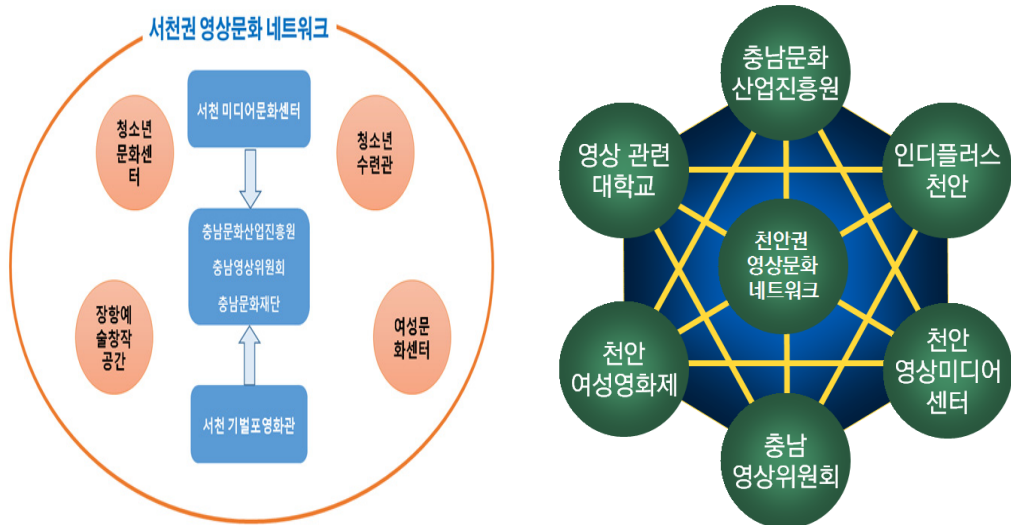 서천권 영상문화 네트워크
서천 미디어문화센터
청소년
문화센
터
청소년
수련관
충남문화산업진흥원
충남영상위원회
충남문화재단
장항예
술창작
공간
여성문
화센터
서천 기벌포영화관
충남문화
산업진흥원
영상 관련
대학교
인디플러스
천안
천안권
영상문화
네트워크
천안
여성영화제
천안
영상미디어
센터
충남
영상위원회